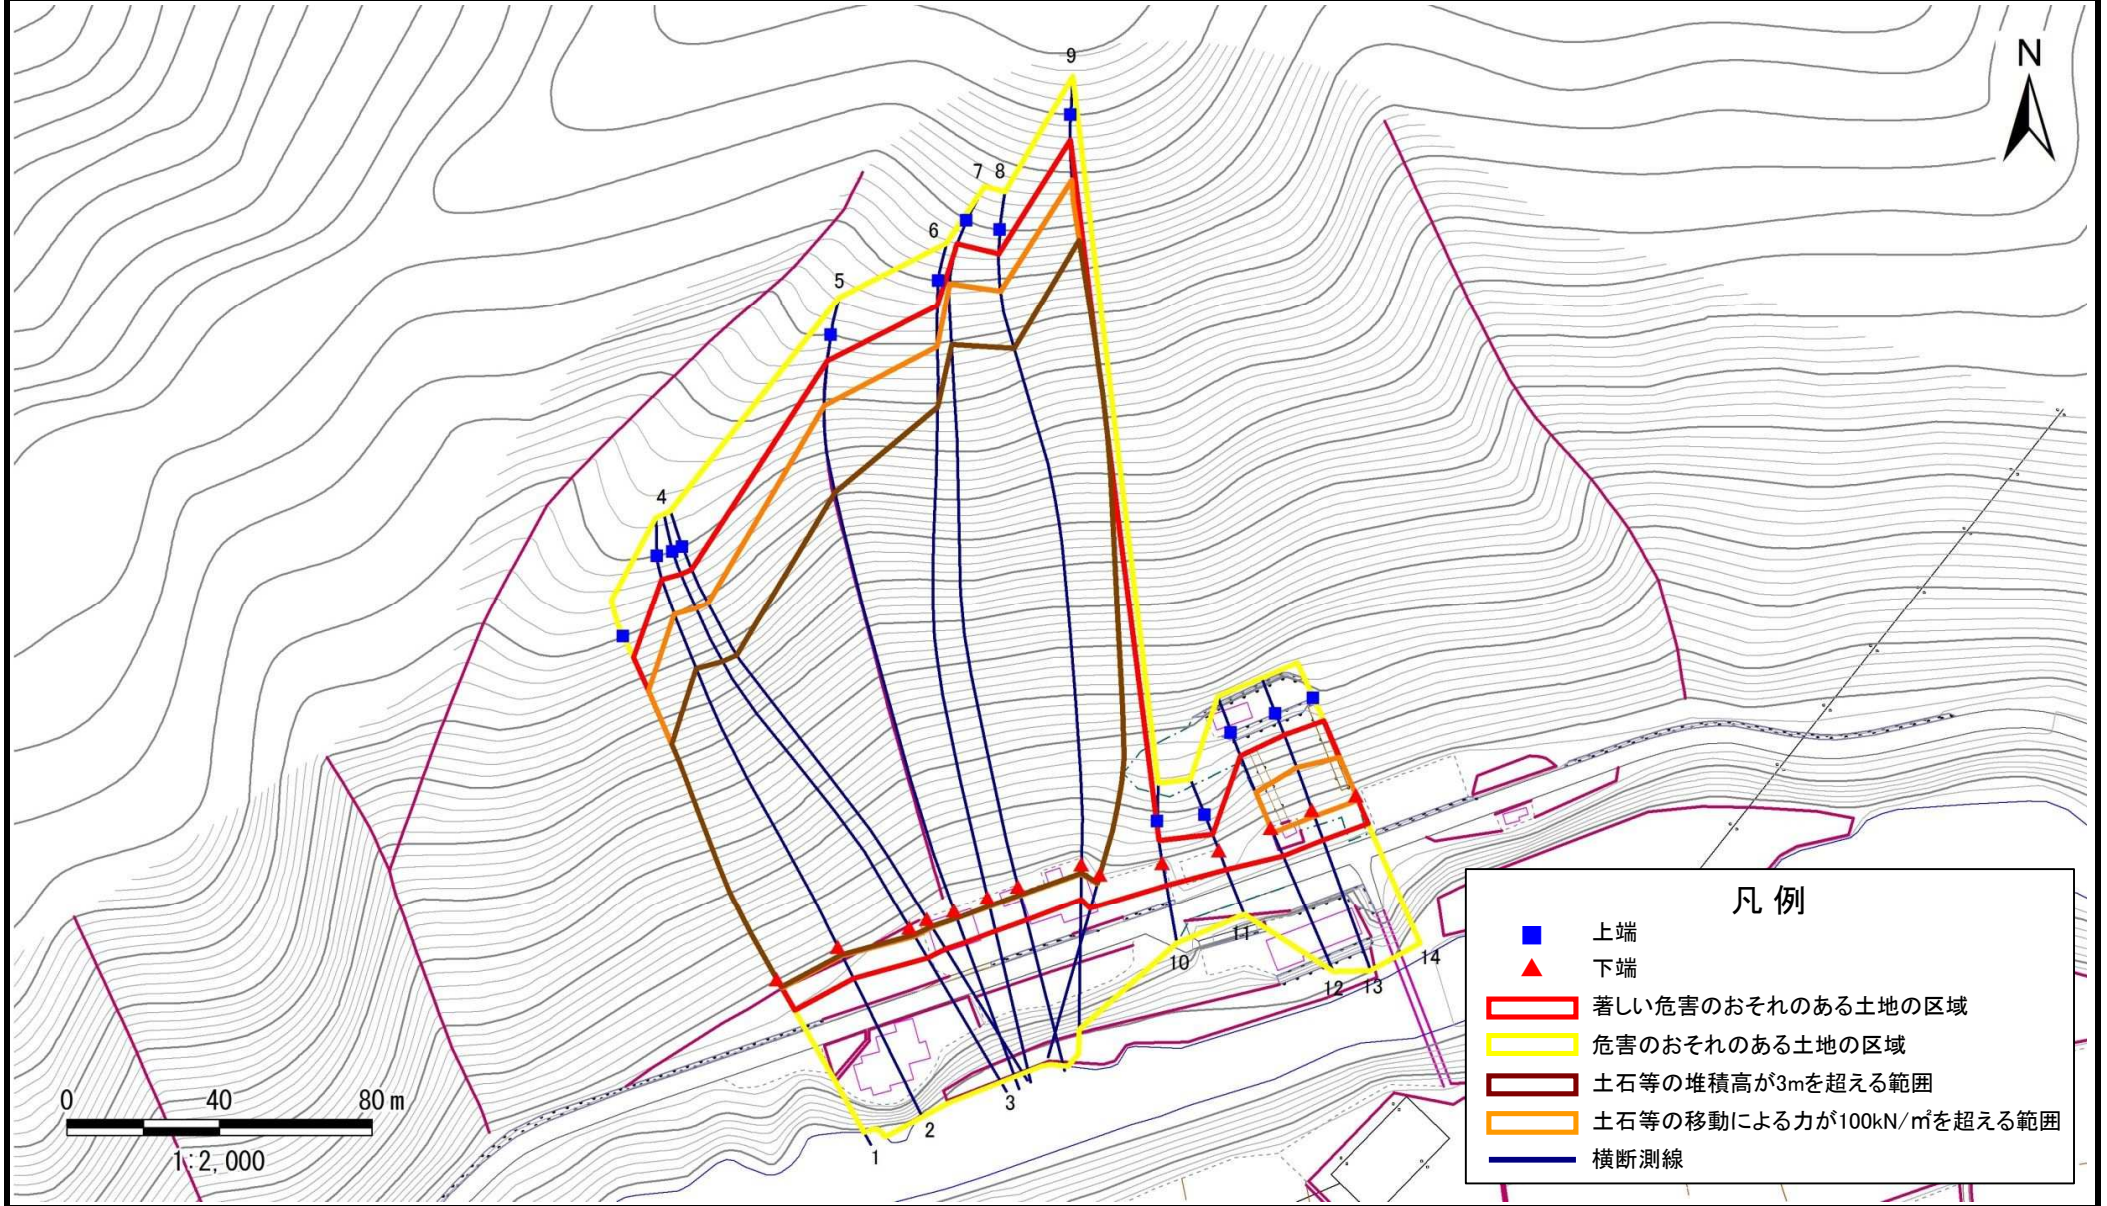 9
N
7 8
6
5
4
10
11
12
13
14
3
2
1
0 40 80m
1:2,000
凡例
上端
下端
著しい危害のおそれのある土地の区域
危害のおそれのある土地の区域
土石等の堆積高が3mを超える範囲
土石等の移動による力が100kN/㎡を超える範囲
横断測線